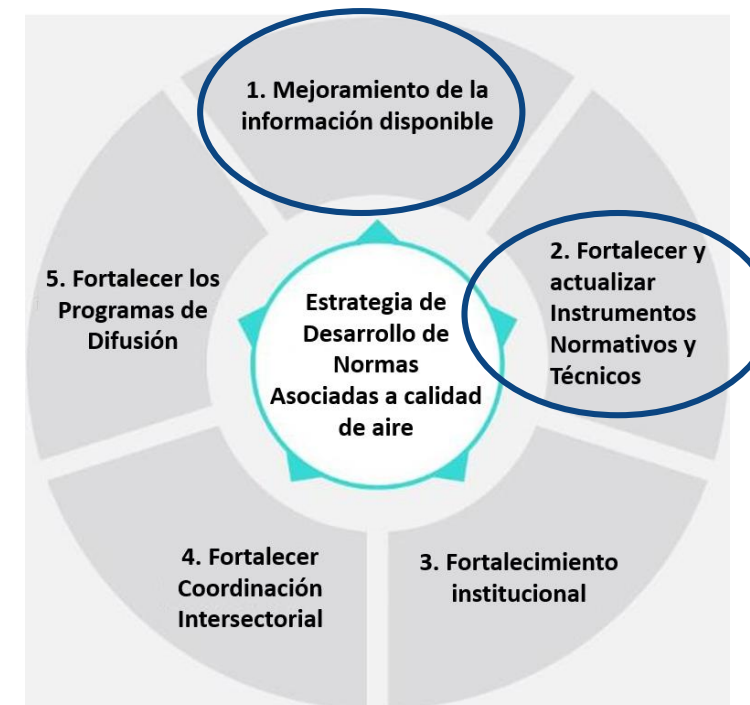 1. Mejoramiento de la
información disponible
2. Fortalecer y
actualizar
Instrumentos
Normativos y
Técnicos
3. Fortalecimiento
institucional
4. Fortalecer
Coordinación
Intersectorial
5. Fortalecer los
Programas de
Difusión
Estrategia de
Desarrollo de
Normas
Asociadas a calidad
de aire